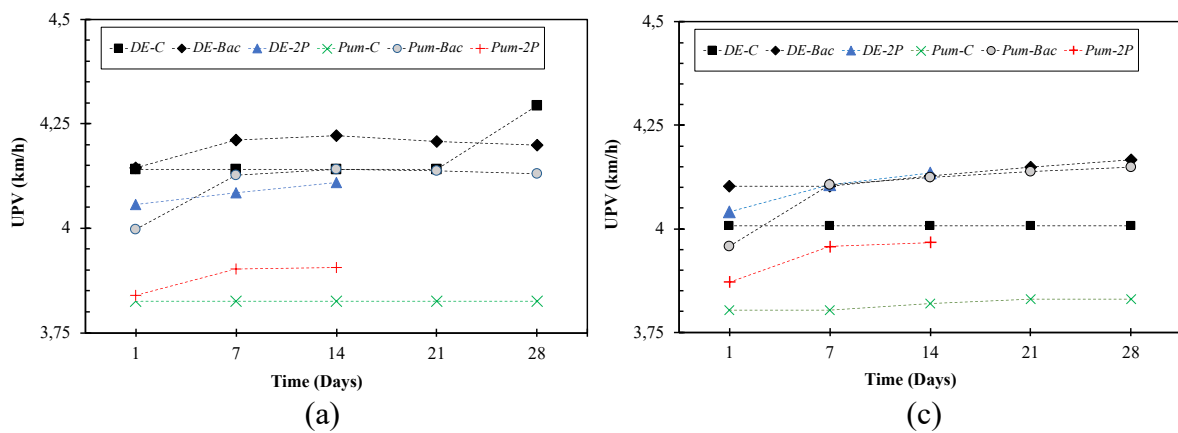 4,5
DE-C DE-Bac DE-2P Pum-C Pum-Bac Pum-2P
4,25
UPV (km/h)
4
3,75
1 7 14 21 28
Time (Days)
(a)
4,5
DE-C DE-Bac DE-2P Pum-C Pum-Bac Pum-2P
4,25
UPV (km/h)
4
3,75
1 7 14 21 28
Time (Days)
(c)